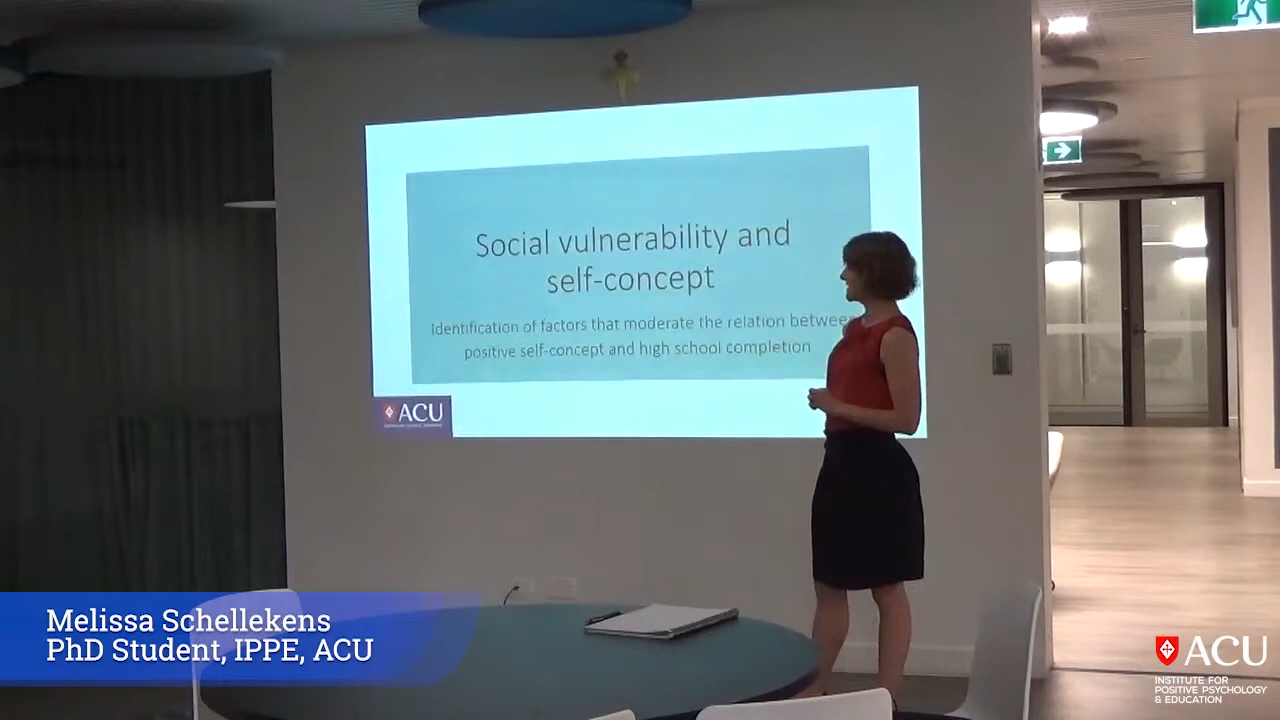 Social vulnerability and
self-concept
Identification of factors that moderate the relation between
positive self-concept and high school completion
ACU
Melissa Schellekens
PhD Student, IPPE, ACU
ACU
INSTITUTE FOR
POSITIVE PSYCHOLOGY
& EDUCATION